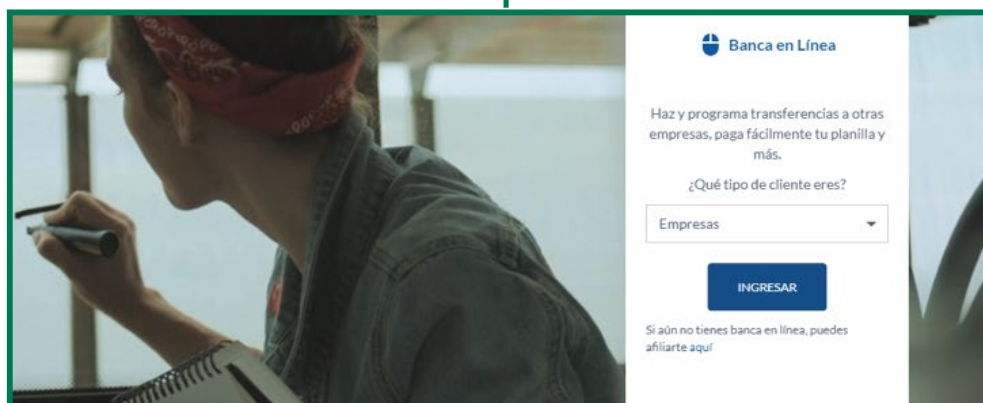 Banca en Línea
Haz y programa transferencias a otras
empresas, paga fácilmente tu planilla y
más.
¿Qué tipo de cliente eres?
Empresas
INGRESAR
Si aún no tienes banca en línea, puedes
afiliarte aquí